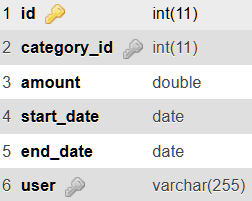 1 id int(11)
2 category_id int(11)
3 amount double
4 start_date date
5 end_date date
6 user varchar(255)